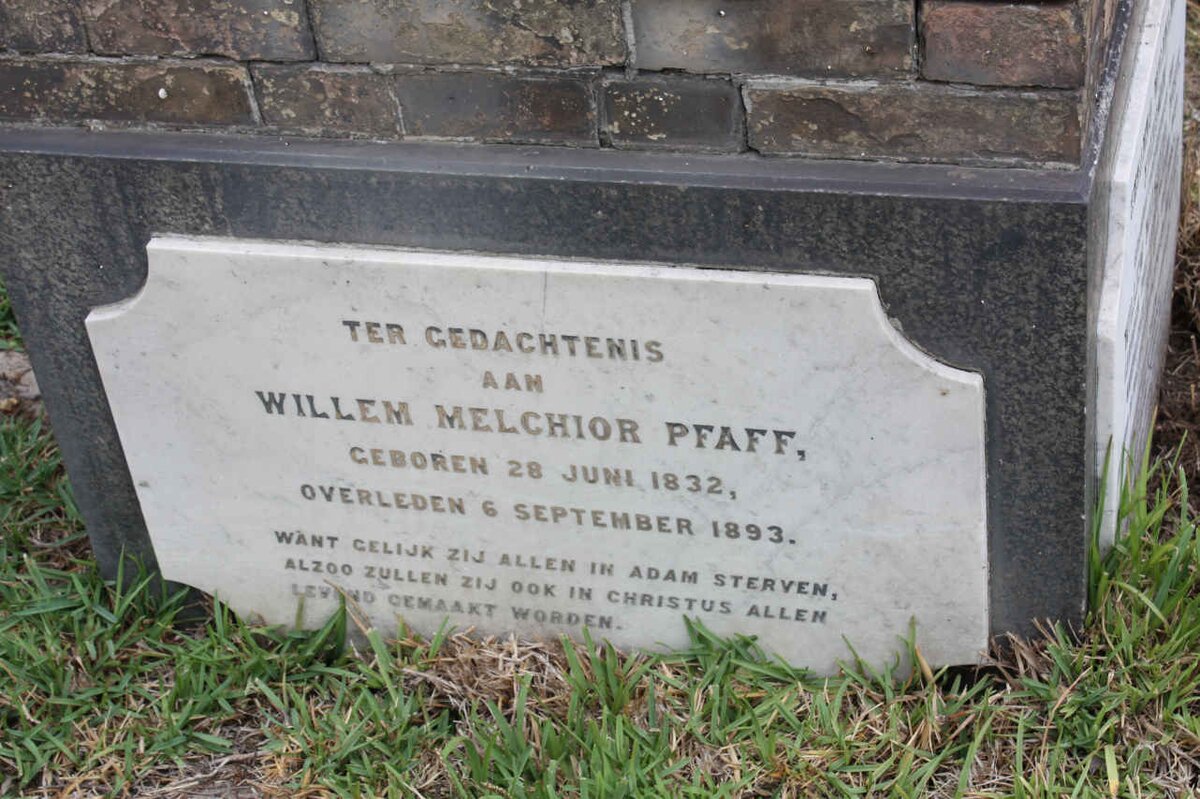 TER GEDACHTENIS
AAN
WILLEM MELCHIOR PFAFF,
GEBOREN 28 JUNI 1832,
OVERLEDEN 6 SEPTEMBER 1893.
WANT GELIJK ZIJ ALLEN IN ADAM STERVEN,
ALZOO ZULLEN ZIJ OOK IN CHRISTUS ALLEN
LEVEND GEMAAKT WORDEN.